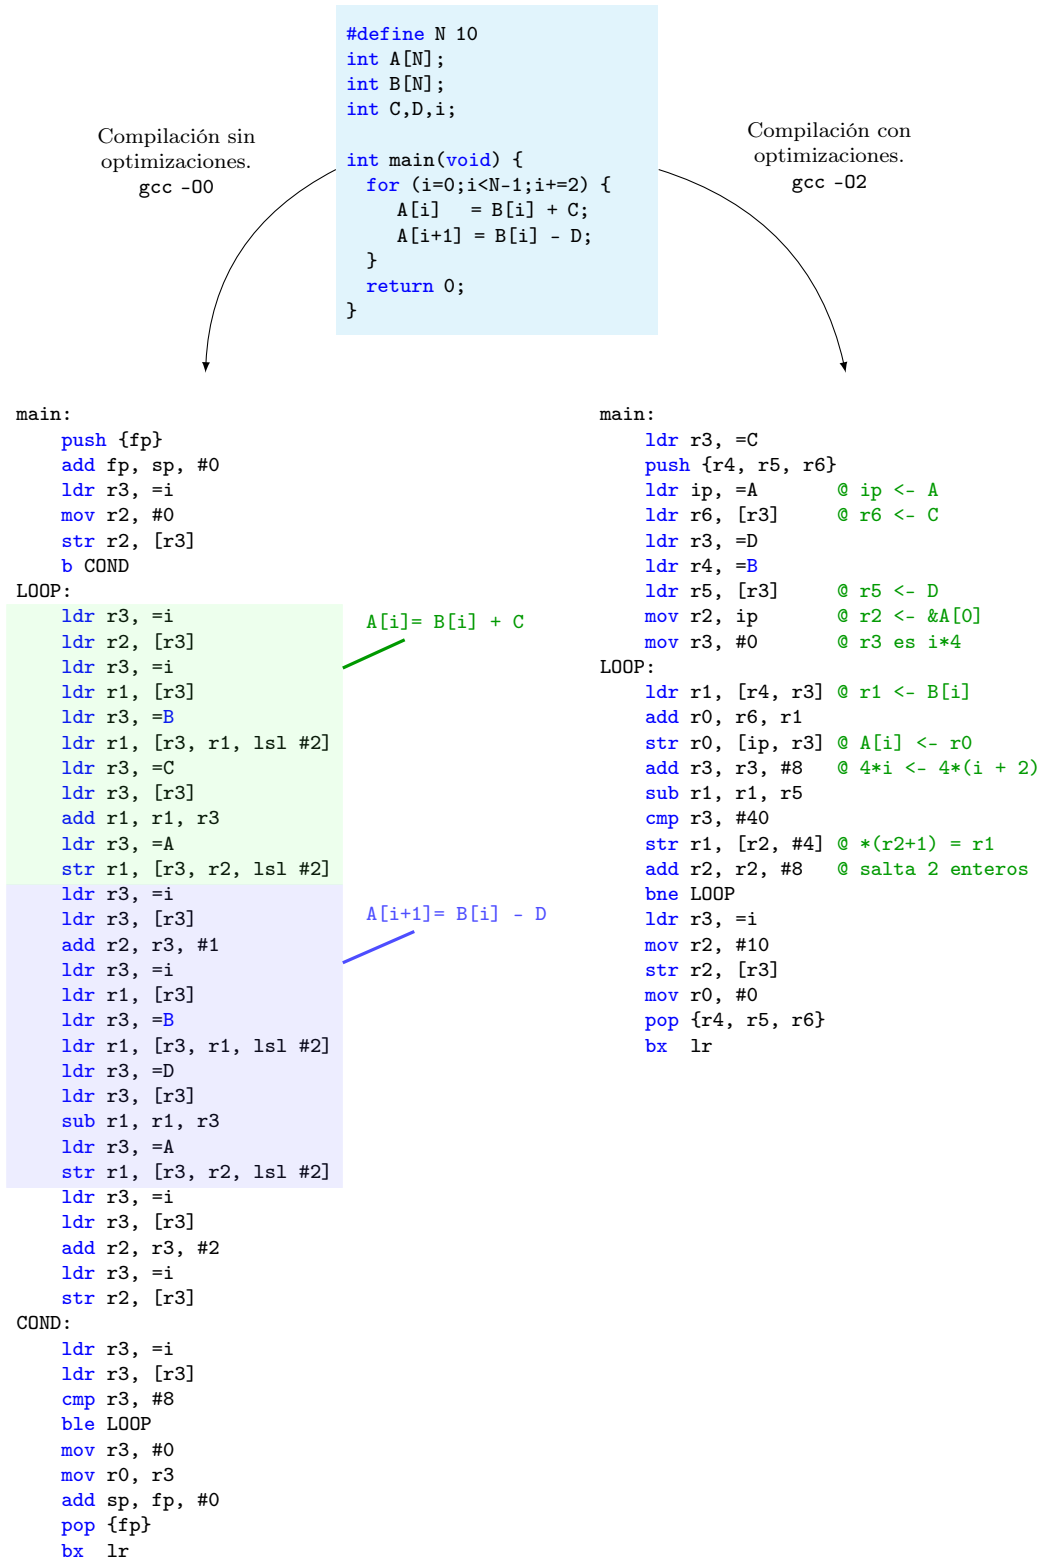 #define N 10
int A[N];
int B[N];
int C,D,i;
int main(void) {
for (i=0;i<N-1;i+=2) {
A[i]   = B[i] + C;
A[i+1] = B[i] - D;
}
return 0;
}
Compilación sin
optimizaciones.
gcc -O0
Compilación con
optimizaciones.
gcc -O2
main:
push {fp}
add fp, sp, #0
ldr r3, =i
mov r2, #0
str r2, [r3]
b COND
LOOP:
ldr r3, =i
ldr r2, [r3]
ldr r3, =i
ldr r1, [r3]
ldr r3, =B
ldr r1, [r3, r1, lsl #2]
ldr r3, =C
ldr r3, [r3]
add r1, r1, r3
ldr r3, =A
str r1, [r3, r2, lsl #2]
ldr r3, =i
ldr r3, [r3]
add r2, r3, #1
ldr r3, =i
ldr r1, [r3]
ldr r3, =B
ldr r1, [r3, r1, lsl #2]
ldr r3, =D
ldr r3, [r3]
sub r1, r1, r3
ldr r3, =A
str r1, [r3, r2, lsl #2]
ldr r3, =i
ldr r3, [r3]
add r2, r3, #2
ldr r3, =i
str r2, [r3]
COND:
ldr r3, =i
ldr r3, [r3]
cmp r3, #8
ble LOOP
mov r3, #0
mov r0, r3
add sp, fp, #0
pop {fp}
bx  lr
A[i]= B[i] + C
A[i+1]= B[i] - D
main:
ldr r3, =C
push {r4, r5, r6}
ldr ip, =A        @ ip <- A
ldr r6, [r3]      @ r6 <- C
ldr r3, =D
ldr r4, =B
ldr r5, [r3]      @ r5 <- D
mov r2, ip        @ r2 <- &A[0]
mov r3, #0        @ r3 es i*4
LOOP:
ldr r1, [r4, r3] @ r1 <- B[i]
add r0, r6, r1
str r0, [ip, r3] @ A[i] <- r0
add r3, r3, #8   @ 4*i <- 4*(i + 2)
sub r1, r1, r5
cmp r3, #40
str r1, [r2, #4] @ *(r2+1) = r1
add r2, r2, #8   @ salta 2 enteros
bne LOOP
ldr r3, =i
mov r2, #10
str r2, [r3]
mov r0, #0
pop {r4, r5, r6}
bx  lr